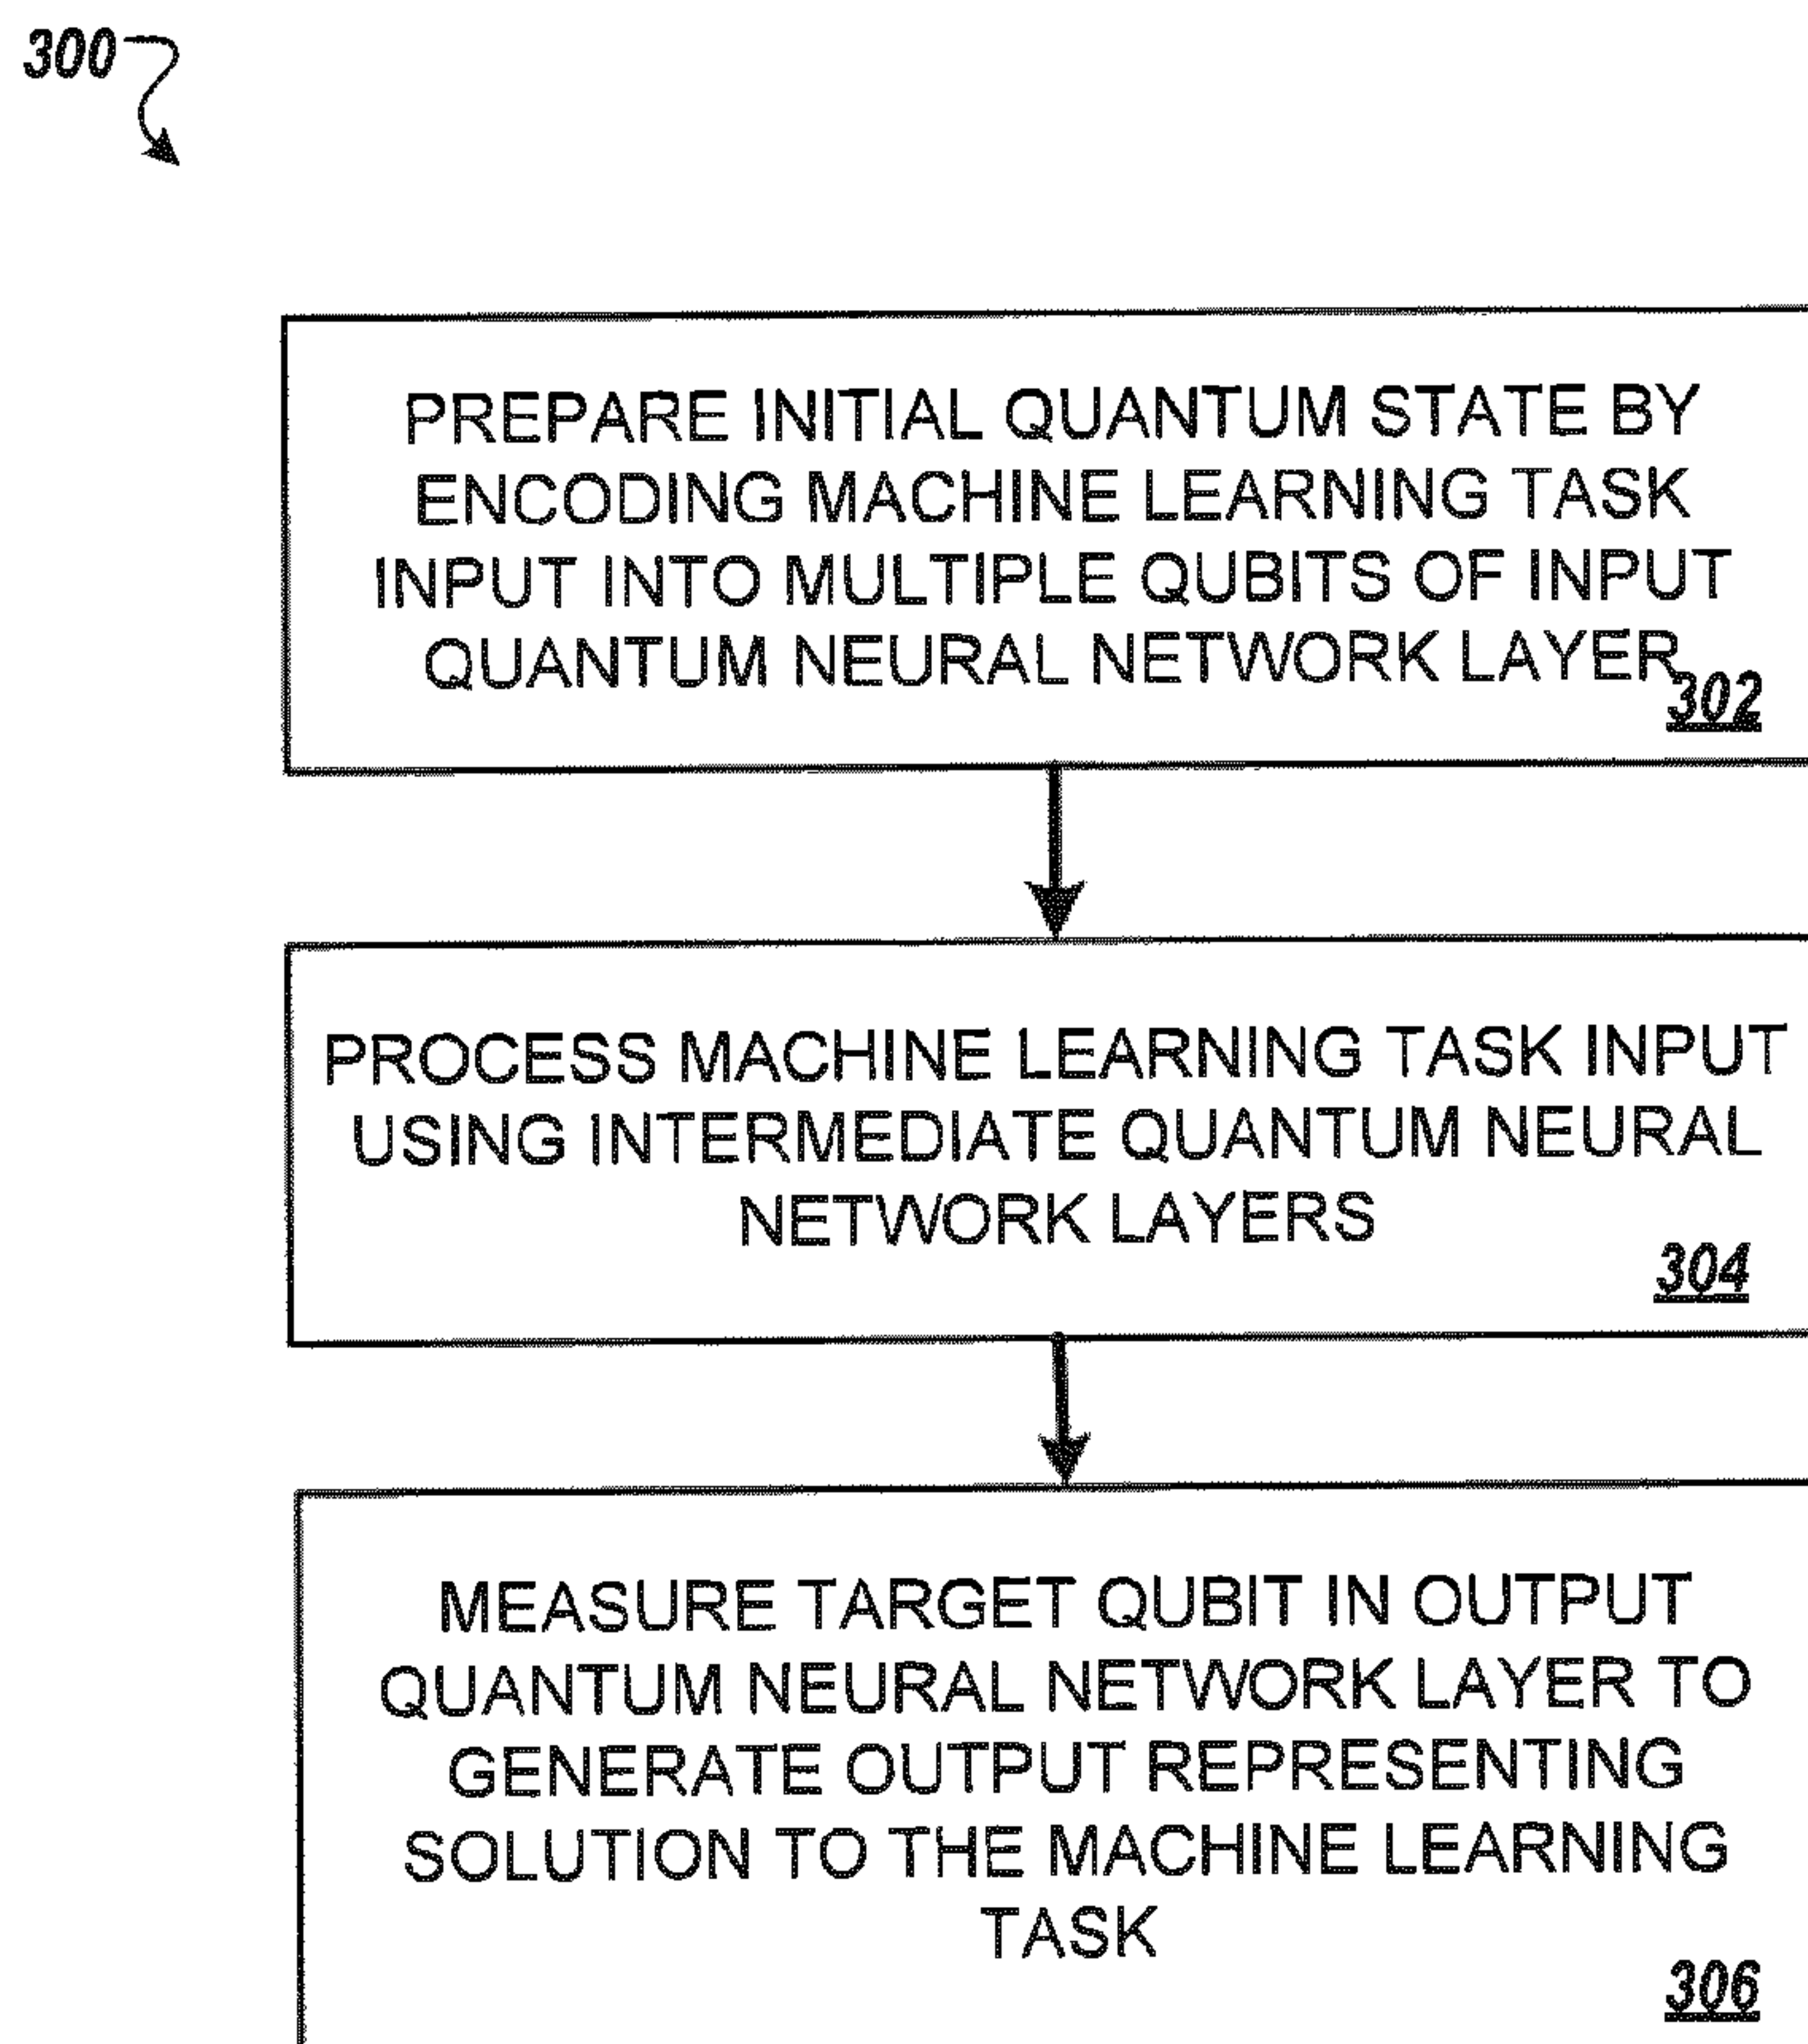 300
PREPARE INITIAL QUANTUM STATE BY
ENCODING MACHINE LEARNING TASK
INPUT INTO MULTIPLE QUBITS OF INPUT
QUANTUM NEURAL NETWORK LAYER
302
PROCESS MACHINE LEARNING TASK INPUT
USING INTERMEDIATE QUANTUM NEURAL
NETWORK LAYERS
304
MEASURE TARGET QUBIT IN OUTPUT
QUANTUM NEURAL NETWORK LAYER TO
GENERATE OUTPUT REPRESENTING
SOLUTION TO THE MACHINE LEARNING
TASK
306